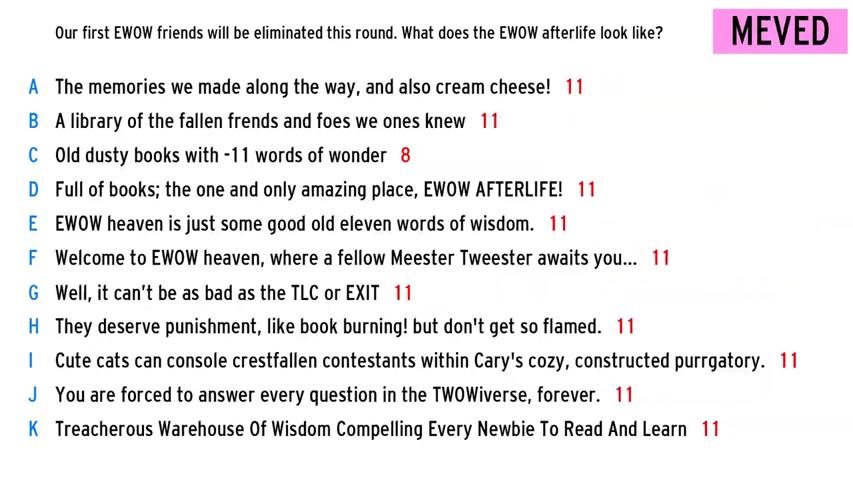 Our first EWOW friends will be eliminated this round. What does the EWOW afterlife look like?
MEVED
A The memories we made along the way, and also cream cheese! 11
B A library of the fallen frends and foes we ones knew 11
C Old dusty books with -11 words of wonder 8
D Full of books; the one and only amazing place, EWOW AFTERLIFE! 11
E EWOW heaven is just some good old eleven words of wisdom. 11
F Welcome to EWOW heaven, where a fellow Meester Tweester awaits you... 11
G Well, it can’t be as bad as the TLC or EXIT 11
H They deserve punishment, like book burning! but don't get so flamed. 11
I Cute cats can console crestfallen contestants within Cary's cozy, constructed purrgatory. 11
J You are forced to answer every question in the TWOWiverse, forever. 11
K Treacherous Warehouse Of Wisdom Compelling Every Newbie To Read And Learn 11